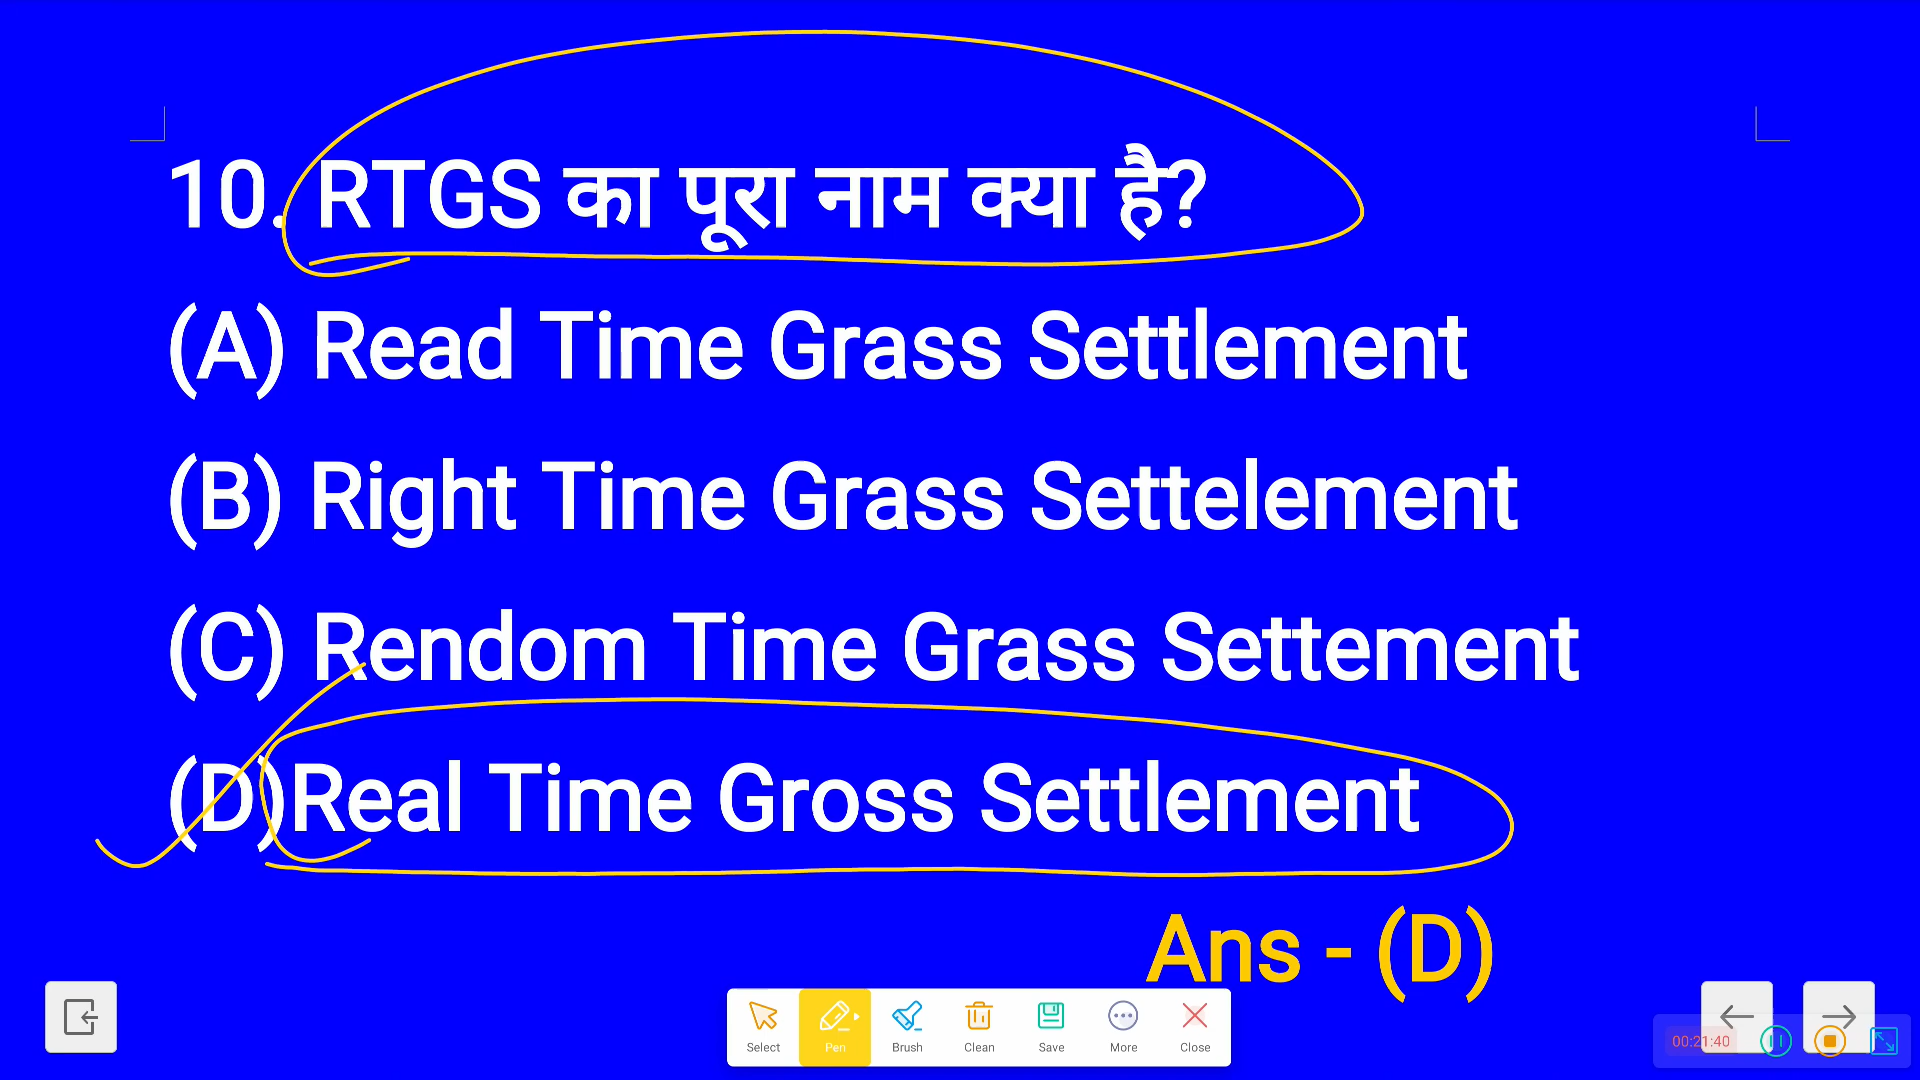 10. RTGS का पूरा नाम क्या है?
(A) Read Time Grass Settlement
(B) Right Time Grass Settelement
(C) Rendom Time Grass Settement
(D)Real Time Gross Settlement
Ans - (D)
Select Pen Brush Clean Save More Close
00:21:40